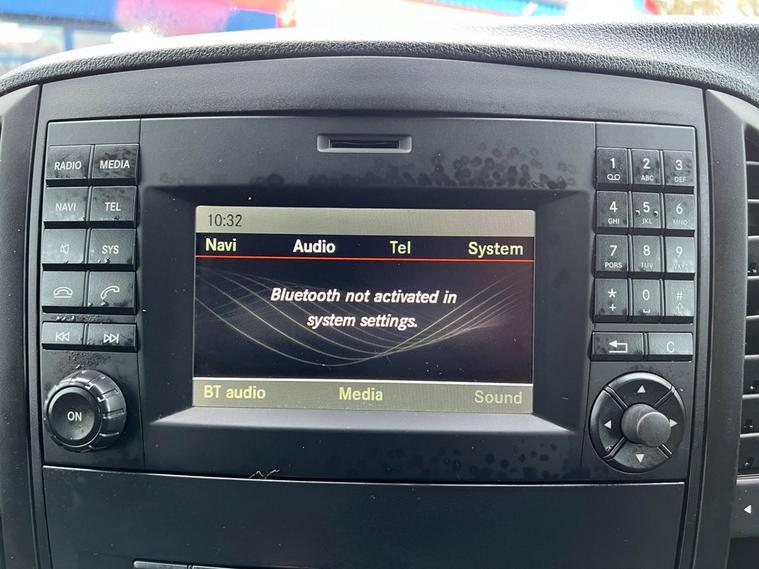 RADIO MEDIA
NAVI TEL
SYS
ON
10:32
Navi Audio Tel System
Bluetooth not activated in
system settings.
BT audio Media Sound
1 2 3
ABC DEF
4 5 6
GHI JKL MNO
7 8 9
PQRS TUV WXYZ
* 0 #
+
C